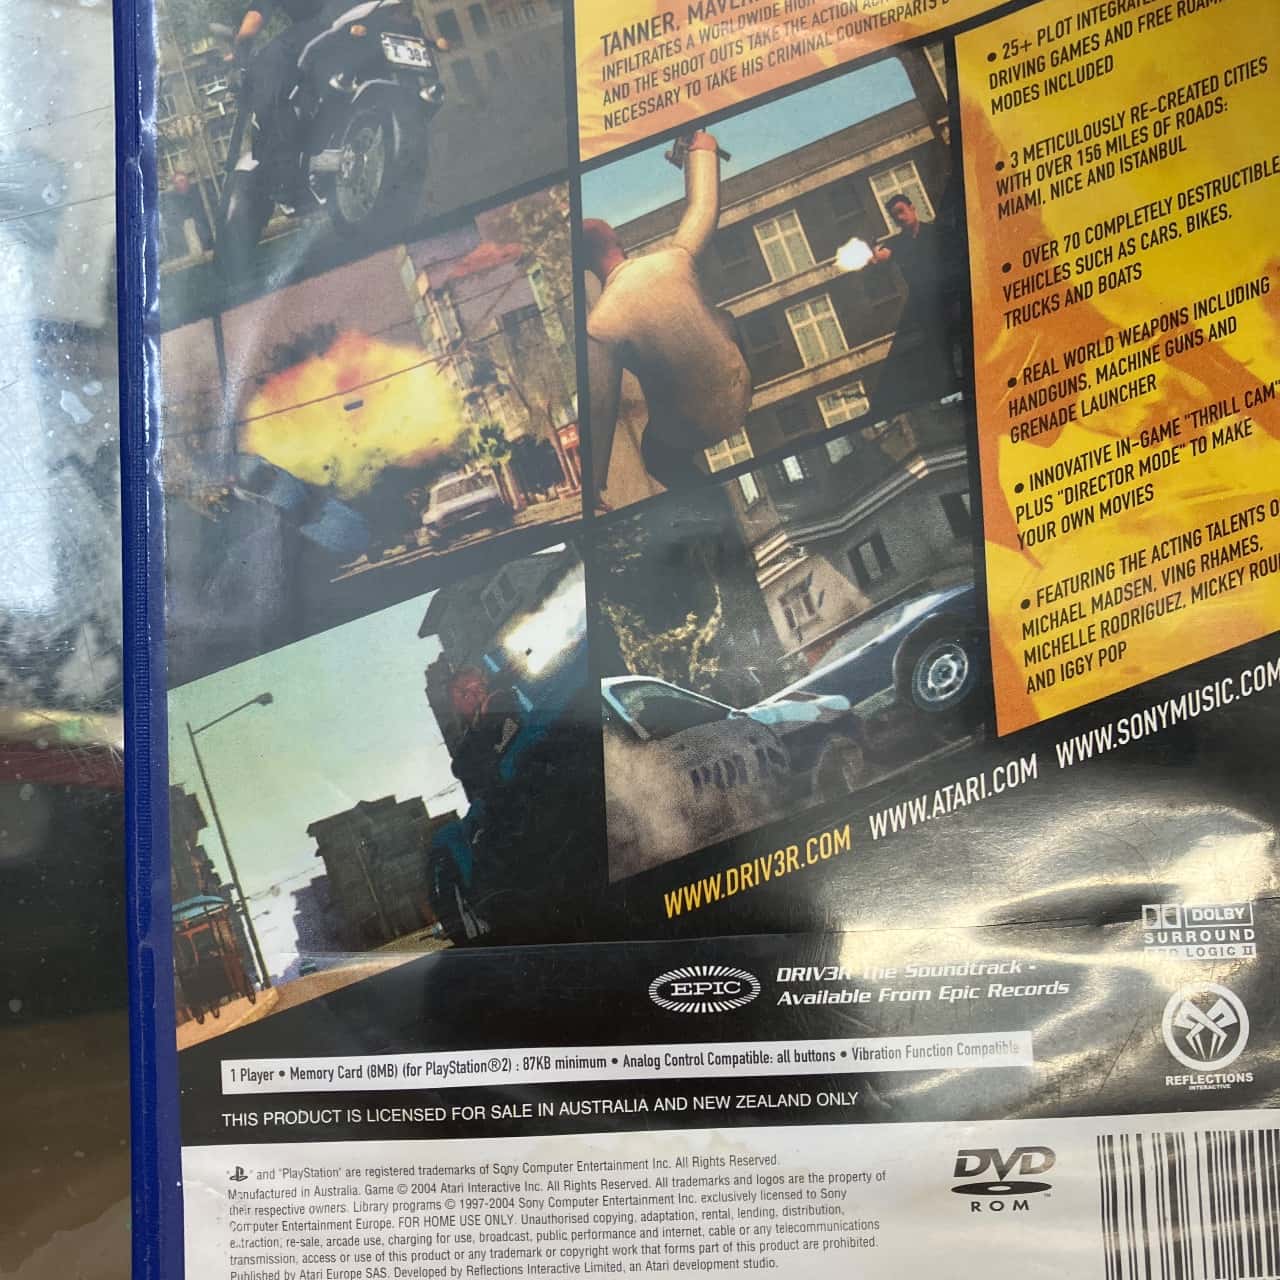 TANNER,
INFILTRATES A WORLDWIDE
AND THE SHOOT OUTS TAKE THE ACTION
NECESSARY TO TAKE HIS CRIMINAL COUNTERPARTS
• 25+ PLOT
DRIVING GAMES AND FREE
MODES INCLUDED
• 3 METICULOUSLY RE-CREATED CITIES
WITH OVER 156 MILES OF ROADS:
MIAMI, NICE AND ISTANBUL
• OVER 70 COMPLETELY DESTRUCTIBLE
VEHICLES SUCH AS CARS, BIKES,
TRUCKS AND BOATS
• REAL WORLD WEAPONS INCLUDING
HANDGUNS, MACHINE GUNS AND
GRENADE LAUNCHER
• INNOVATIVE IN-GAME "THRILL CAM"
PLUS "DIRECTOR MODE" TO MAKE
YOUR OWN MOVIES
• FEATURING THE ACTING TALENTS
MICHAEL MADSEN, VING RHAMES,
MICHELLE RODRIGUEZ, MICKEY
AND IGGY POP
POLIS
WWW.DRIV3R.COM WWW.ATARI.COM WWW.SONYMUSIC.COM
DOLBY
SURROUND
PRO LOGIC II
EPIC
DRIV3R The Soundtrack -
Available From Epic Records
REFLECTIONS
INTERACTIVE
1 Player • Memory Card (8MB) (for PlayStation®2) : 87KB minimum • Analog Control Compatible: all buttons • Vibration Function Compatible
THIS PRODUCT IS LICENSED FOR SALE IN AUSTRALIA AND NEW ZEALAND ONLY
" " and "PlayStation" are registered trademarks of Sony Computer Entertainment Inc. All Rights Reserved.
Manufactured in Australia. Game © 2004 Atari Interactive Inc. All Rights Reserved. All trademarks and logos are the property of
their respective owners. Library programs © 1997-2004 Sony Computer Entertainment Inc. exclusively licensed to Sony
Computer Entertainment Europe. FOR HOME USE ONLY. Unauthorised copying, adaptation, rental, lending, distribution,
extraction, re-sale, arcade use, charging for use, broadcast, public performance and internet, cable or any telecommunications
transmission, access or use of this product or any trademark or copyright work that forms part of this product are prohibited.
Published by Atari Europe SAS. Developed by Reflections Interactive Limited, an Atari development studio.
DVD
ROM